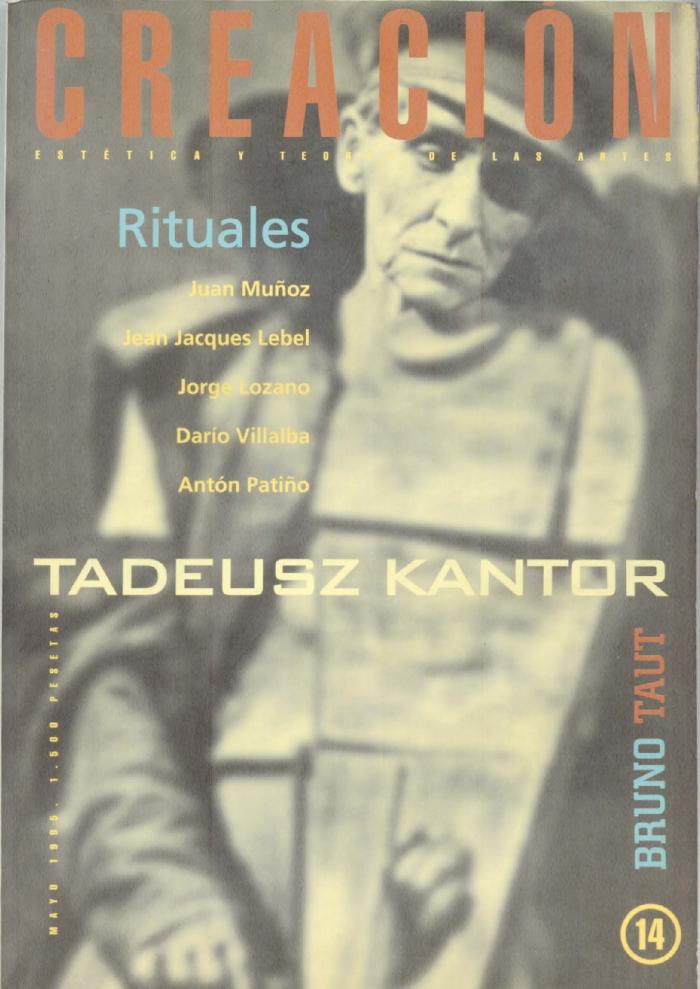 CREACIÓN
ESTÉTICA Y TEORÍA DE LAS ARTES
Rituales
Juan Muñoz
Jean Jacques Lebel
Jorge Lozano
Darío Villalba
Antón Patiño
TADEUSZ KANTOR
MAYO 1995. 1.500 PESETAS
BRUNO TAUT
14